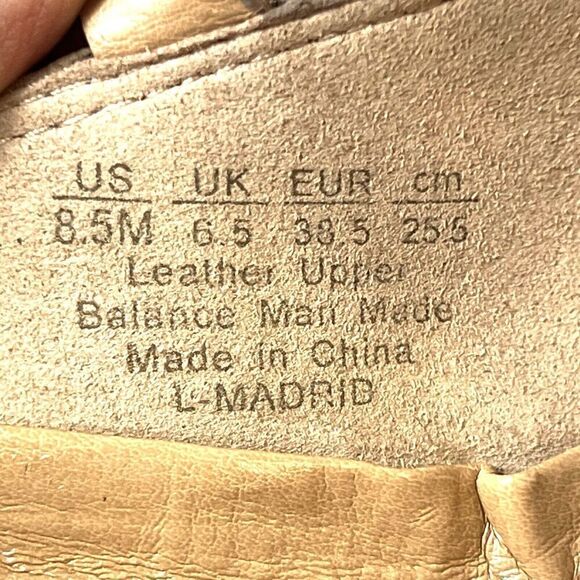 US UK EUR cm
8.5M 6.5 38.5 25.5
Leather Upper
Balance Man Made
Made in China
L-MADRID